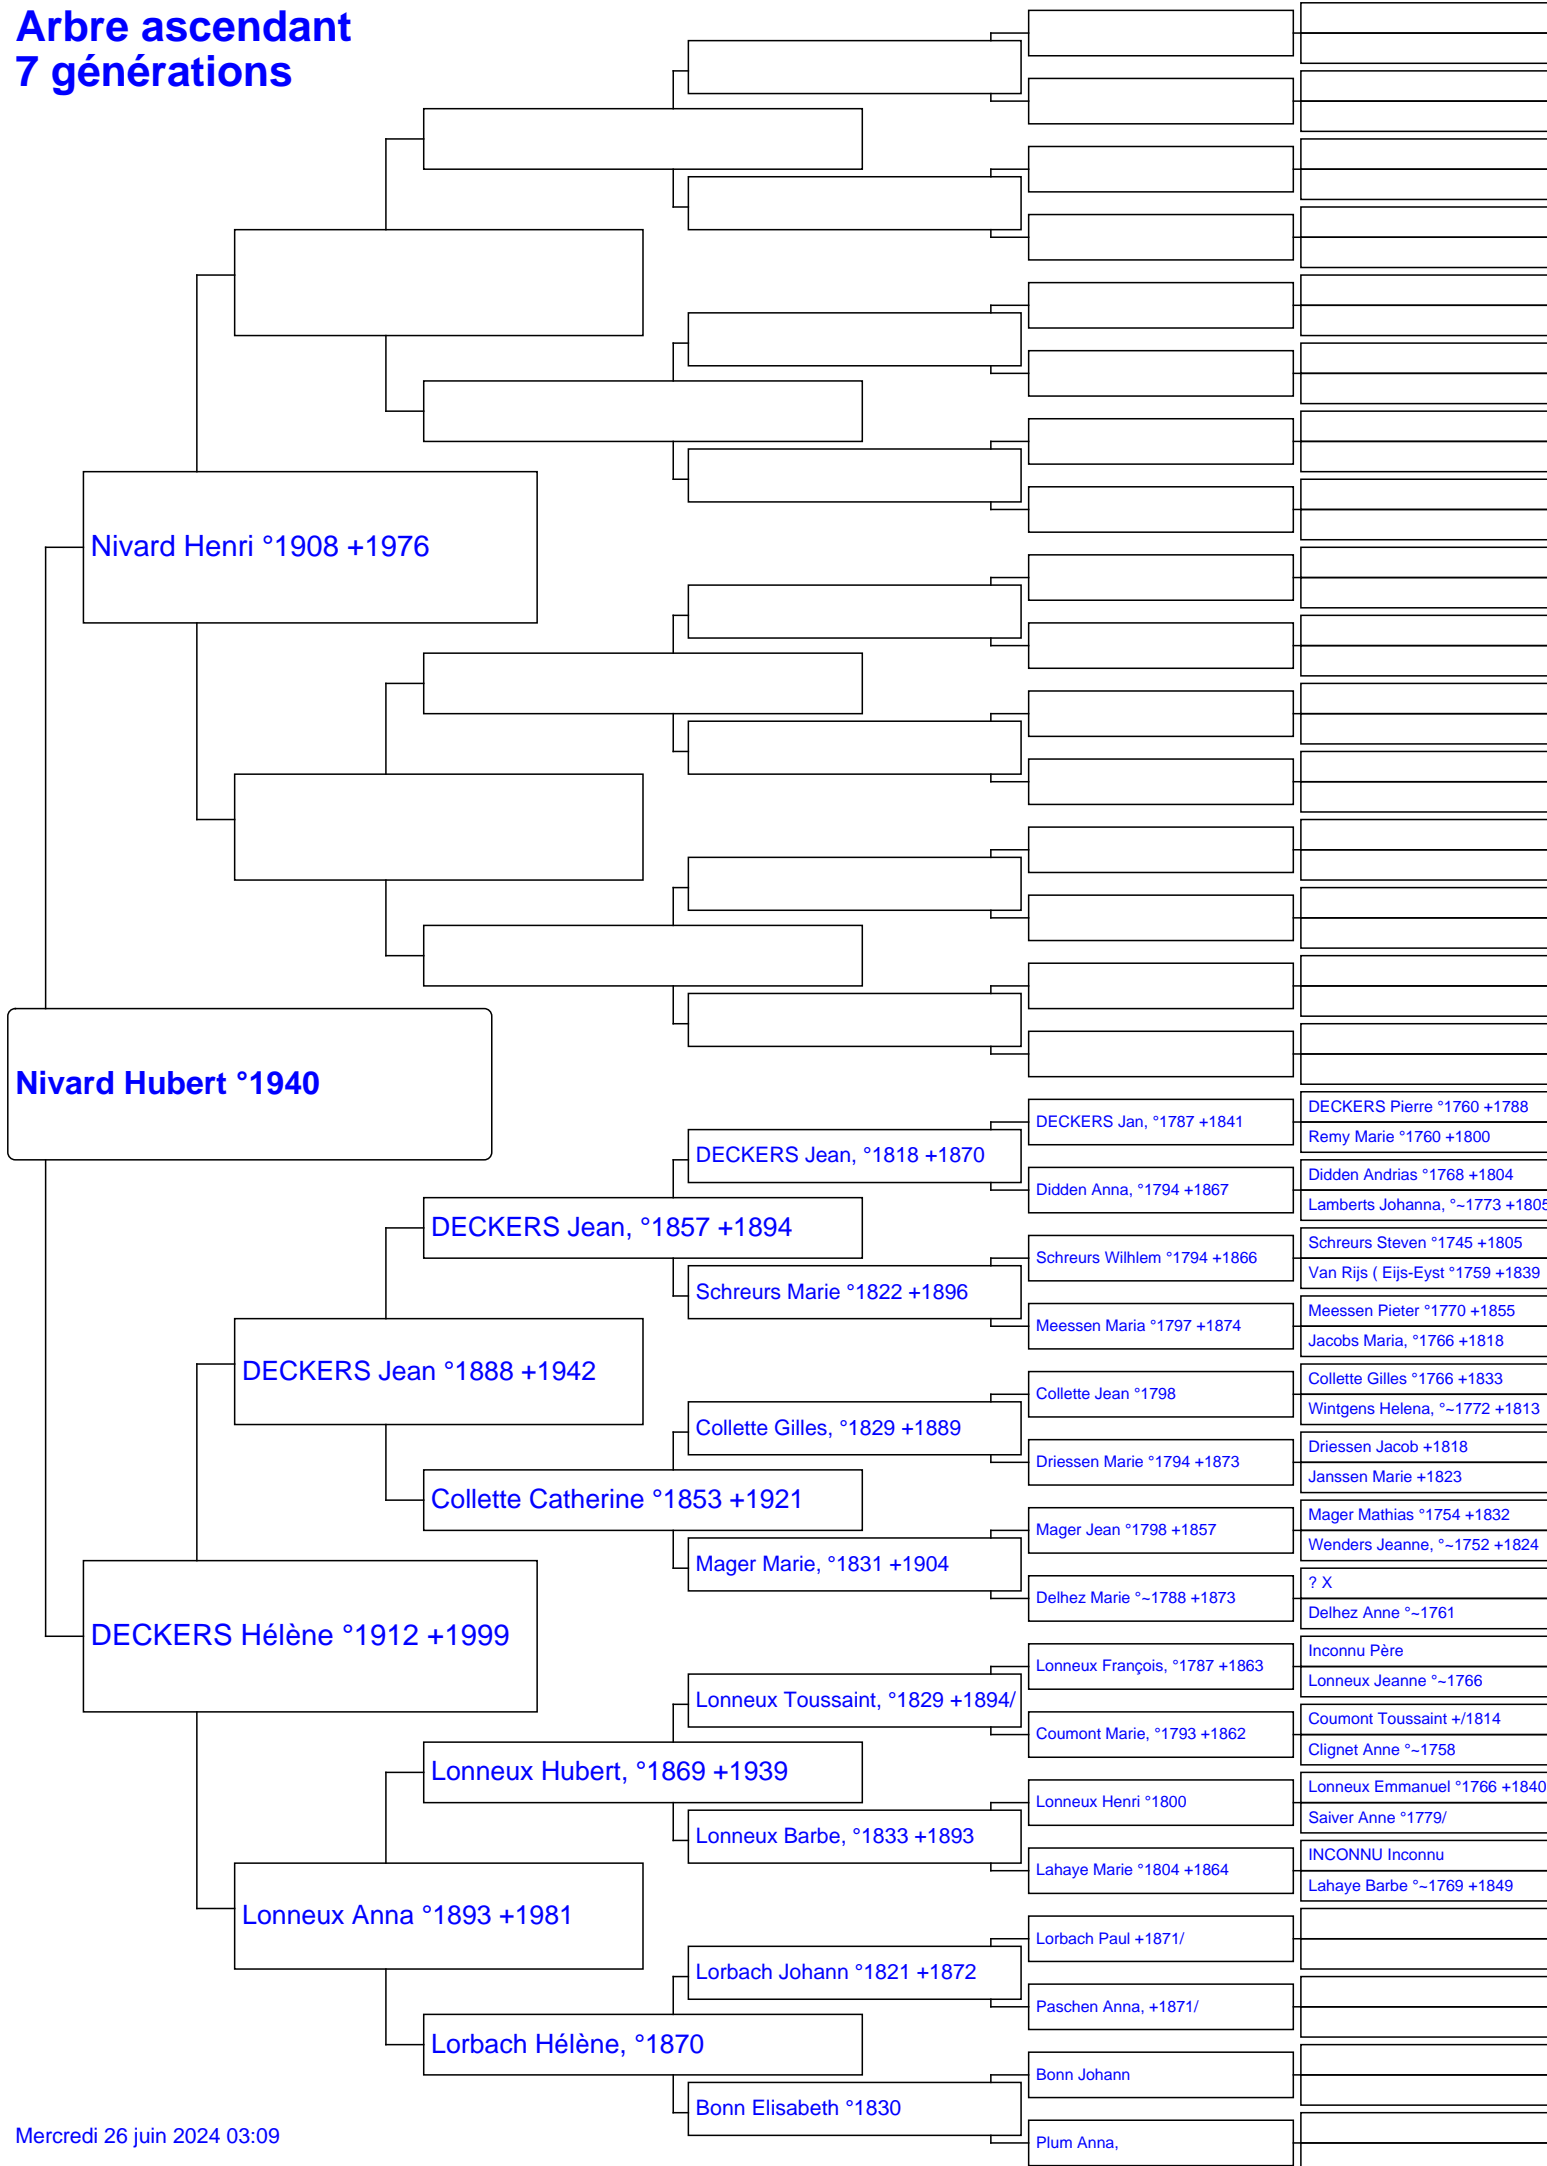 Arbre ascendant
7 générations
Nivard Henri °1908 +1976
Nivard Hubert °1940
DECKERS Hélène °1912 +1999
DECKERS Jean °1888 +1942
Lonneux Anna °1893 +1981
DECKERS Jean, °1857 +1894
Collette Catherine °1853 +1921
Lonneux Hubert, °1869 +1939
Lorbach Hélène, °1870
DECKERS Jean, °1818 +1870
Schreurs Marie °1822 +1896
Collette Gilles, °1829 +1889
Mager Marie, °1831 +1904
Lonneux Toussaint, °1829 +1894/
Lonneux Barbe, °1833 +1893
Lorbach Johann °1821 +1872
Bonn Elisabeth °1830
DECKERS Jan, °1787 +1841
Didden Anna, °1794 +1867
Schreurs Wilhlem °1794 +1866
Meessen Maria °1797 +1874
Collette Jean °1798
Driessen Marie °1794 +1873
Mager Jean °1798 +1857
Delhez Marie °~1788 +1873
Lonneux François, °1787 +1863
Coumont Marie, °1793 +1862
Lonneux Henri °1800
Lahaye Marie °1804 +1864
Lorbach Paul +1871/
Paschen Anna, +1871/
Bonn Johann
Plum Anna,
DECKERS Pierre °1760 +1788
Remy Marie °1760 +1800
Didden Andrias °1768 +1804
Lamberts Johanna, °~1773 +1805
Schreurs Steven °1745 +1805
Van Rijs ( Eijs-Eyst °1759 +1839
Meessen Pieter °1770 +1855
Jacobs Maria, °1766 +1818
Collette Gilles °1766 +1833
Wintgens Helena, °~1772 +1813
Driessen Jacob +1818
Janssen Marie +1823
Mager Mathias °1754 +1832
Wenders Jeanne, °~1752 +1824
? X
Delhez Anne °~1761
Inconnu Père
Lonneux Jeanne °~1766
Coumont Toussaint +/1814
Clignet Anne °~1758
Lonneux Emmanuel °1766 +1840
Saiver Anne °1779/
INCONNU Inconnu
Lahaye Barbe °~1769 +1849
Mercredi 26 juin 2024 03:09